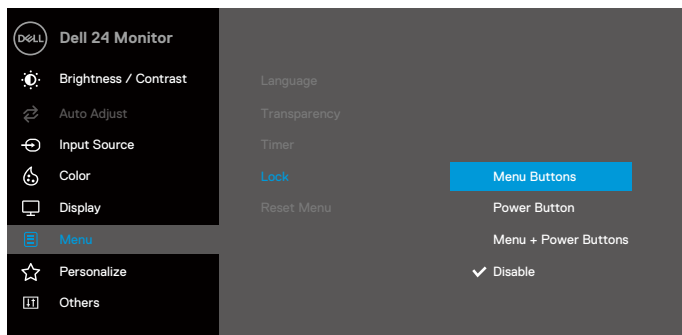 DELL Dell 24 Monitor
Brightness / Contrast
Auto Adjust
Input Source
Color
Display
Menu
Personalize
Others
Language
Transparency
Timer
Lock
Reset Menu
Menu Buttons
Power Button
Menu + Power Buttons
Disable